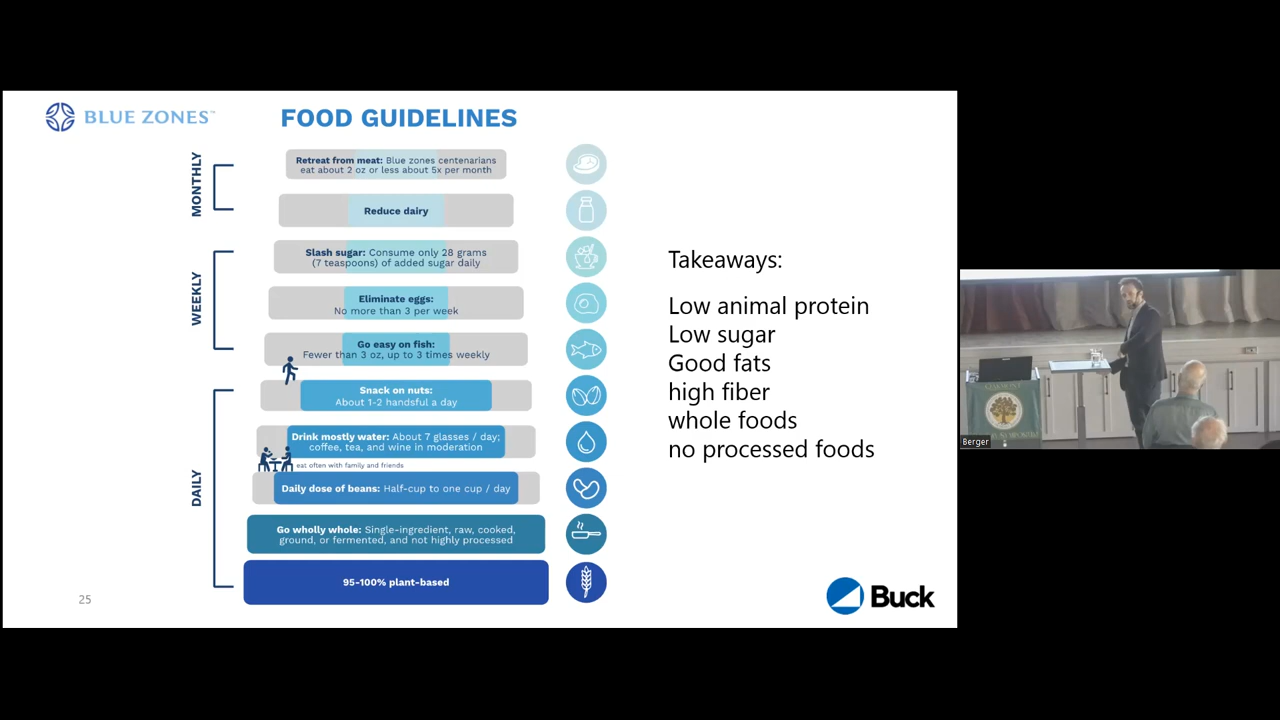 BLUE ZONES™
FOOD GUIDELINES
MONTHLY
Retreat from meat: Blue zones centenarians
eat about 2 oz or less about 5x per month
Reduce dairy
WEEKLY
Slash sugar: Consume only 28 grams
(7 teaspoons) of added sugar daily
Eliminate eggs:
No more than 3 per week
Go easy on fish:
Fewer than 3 oz, up to 3 times weekly
DAILY
Snack on nuts:
About 1-2 handsful a day
Drink mostly water: About 7 glasses / day;
coffee, tea, and wine in moderation
eat often with family and friends
Daily dose of beans: Half-cup to one cup / day
Go wholly whole: Single-ingredient, raw, cooked,
ground, or fermented, and not highly processed
95-100% plant-based
Takeaways:
Low animal protein
Low sugar
Good fats
high fiber
whole foods
no processed foods
25
Buck
Berger